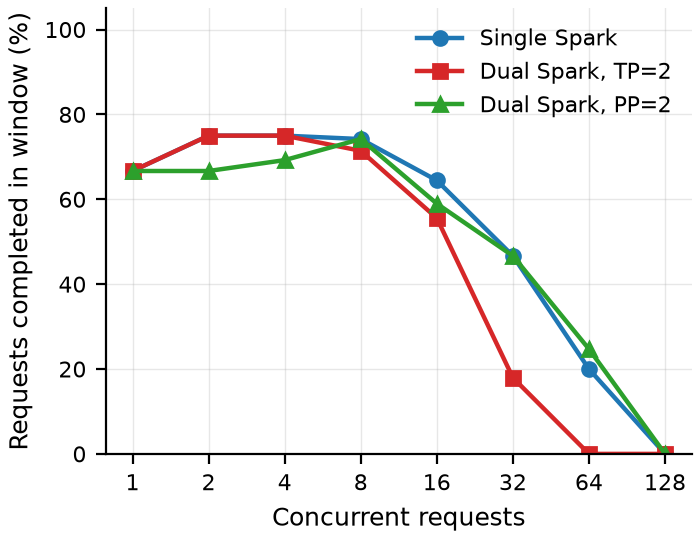 100
80
60
40
20
0
Requests completed in window (%)
Single Spark
Dual Spark, TP=2
Dual Spark, PP=2
1 2 4 8 16 32 64 128
Concurrent requests